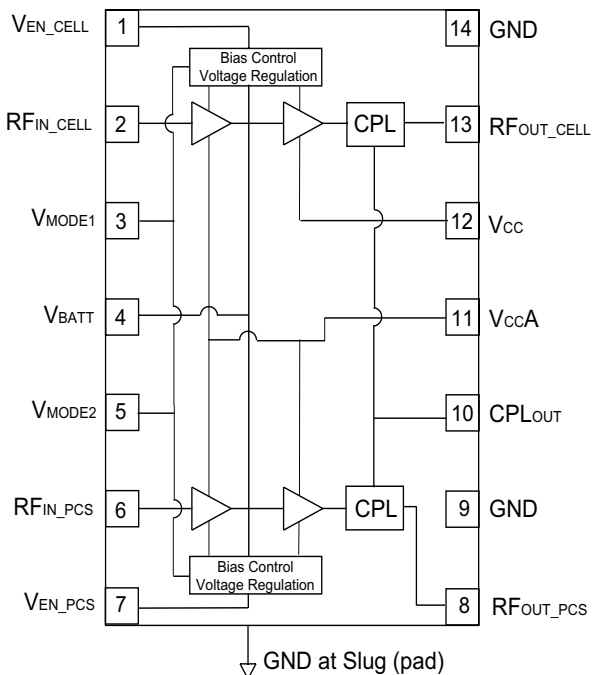 VEN_CELL 1 14 GND
Bias Control
Voltage Regulation
RFIN_CELL 2 CPL 13 RFOUT_CELL
VMODE1 3 12 VCC
VBATT 4 11 VCCA
VMODE2 5 10 CPLOUT
RFIN_PCS 6 CPL 9 GND
Bias Control
Voltage Regulation
VEN_PCS 7 8 RFOUT_PCS
GND at Slug (pad)